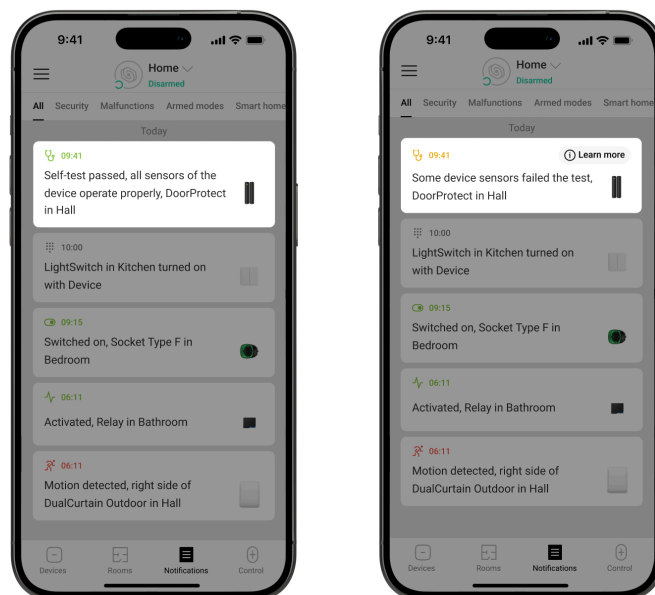 9:41
Home
Disarmed
All Security Malfunctions Armed modes Smart home
Today
09:41
Self-test passed, all sensors of the
device operate properly, DoorProtect
in Hall
10:00
LightSwitch in Kitchen turned on
with Device
09:15
Switched on, Socket Type F in
Bedroom
06:11
Activated, Relay in Bathroom
06:11
Motion detected, right side of
DualCurtain Outdoor in Hall
Devices Rooms Notifications Control
9:41
Home
Disarmed
All Security Malfunctions Armed modes Smart home
Today
09:41 Learn more
Some device sensors failed the test,
DoorProtect in Hall
10:00
LightSwitch in Kitchen turned on
with Device
09:15
Switched on, Socket Type F in
Bedroom
06:11
Activated, Relay in Bathroom
06:11
Motion detected, right side of
DualCurtain Outdoor in Hall
Devices Rooms Notifications Control